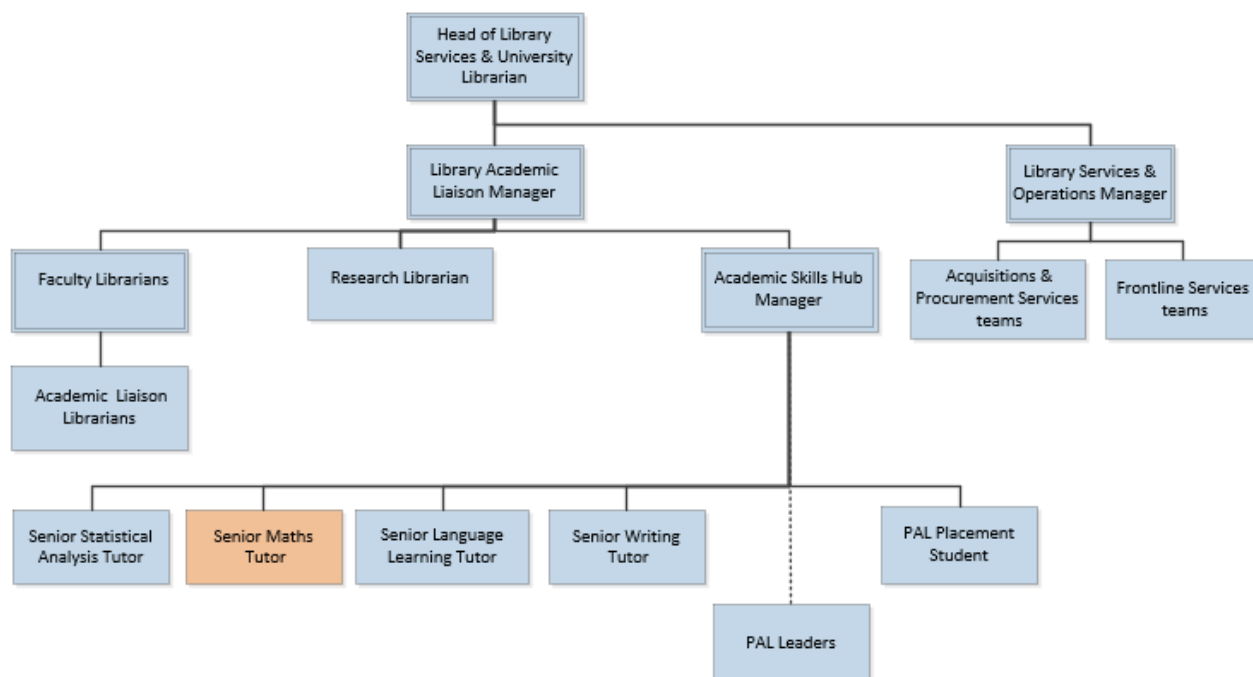 Head of Library
Services & University
Librarian
Library Academic
Liaison Manager
Library Services &
Operations Manager
Faculty Librarians
Research Librarian
Academic Skills Hub
Manager
Acquisitions &
Procurement Services
teams
Frontline Services
teams
Academic Liaison
Librarians
Senior Statistical
Analysis Tutor
Senior Maths
Tutor
Senior Language
Learning Tutor
Senior Writing
Tutor
PAL Placement
Student
PAL Leaders